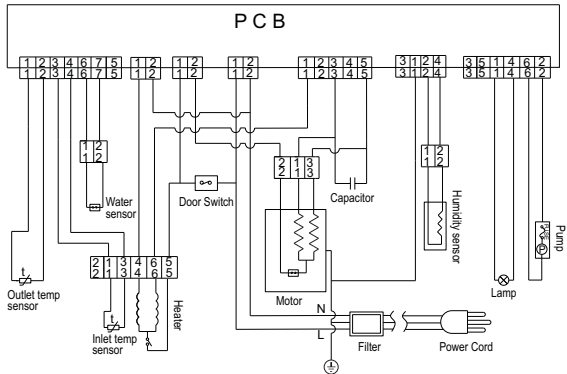 PCB
1 2 3 4 6 7 5
1 2 3 4 6 7 5
1 2
1 2
1 2
1 2
1 2
1 2
1 2 3 4 5
1 2 3 4 5
3 1 2 4
3 1 2 4
3 5 1 4 6 2
3 5 1 4 6 2
1 2
1 2
Water
sensor
Door Switch
2 1 3
2 1 3
Capacitor
1 2
1 2
Humidity sensor
FUSE
P
Pump
t
Outlet temp
sensor
2 1 3 4 6 5
2 1 3 4 6 5
t
Inlet temp
sensor
Heater
Motor
Lamp
N
L
Filter
Power Cord